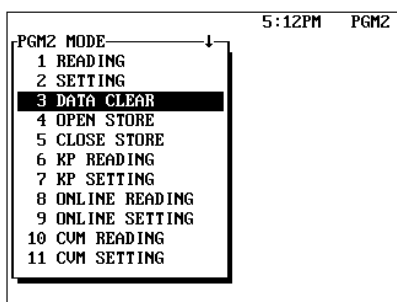 5:12PM PGM2
PGM2 MODE ↓
1 READING
2 SETTING
3 DATA CLEAR
4 OPEN STORE
5 CLOSE STORE
6 KP READING
7 KP SETTING
8 ONLINE READING
9 ONLINE SETTING
10 CVM READING
11 CVM SETTING